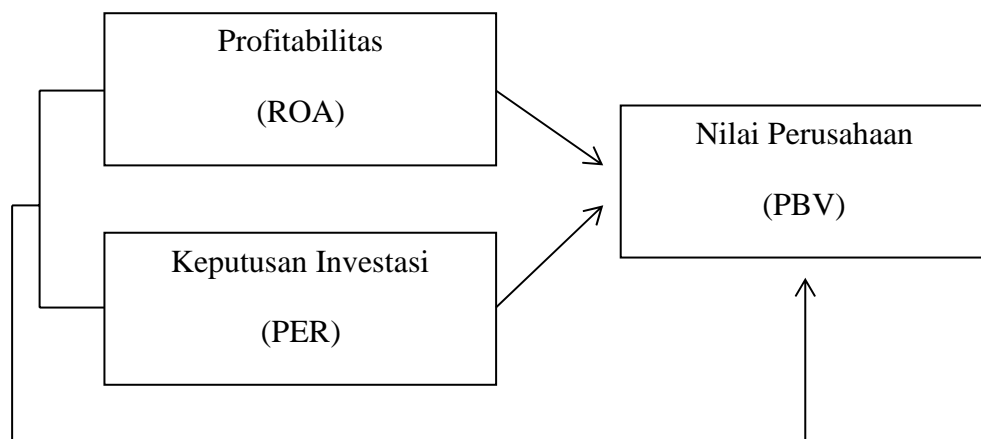 Profitabilitas
(ROA)
Nilai Perusahaan
(PBV)
Keputusan Investasi
(PER)